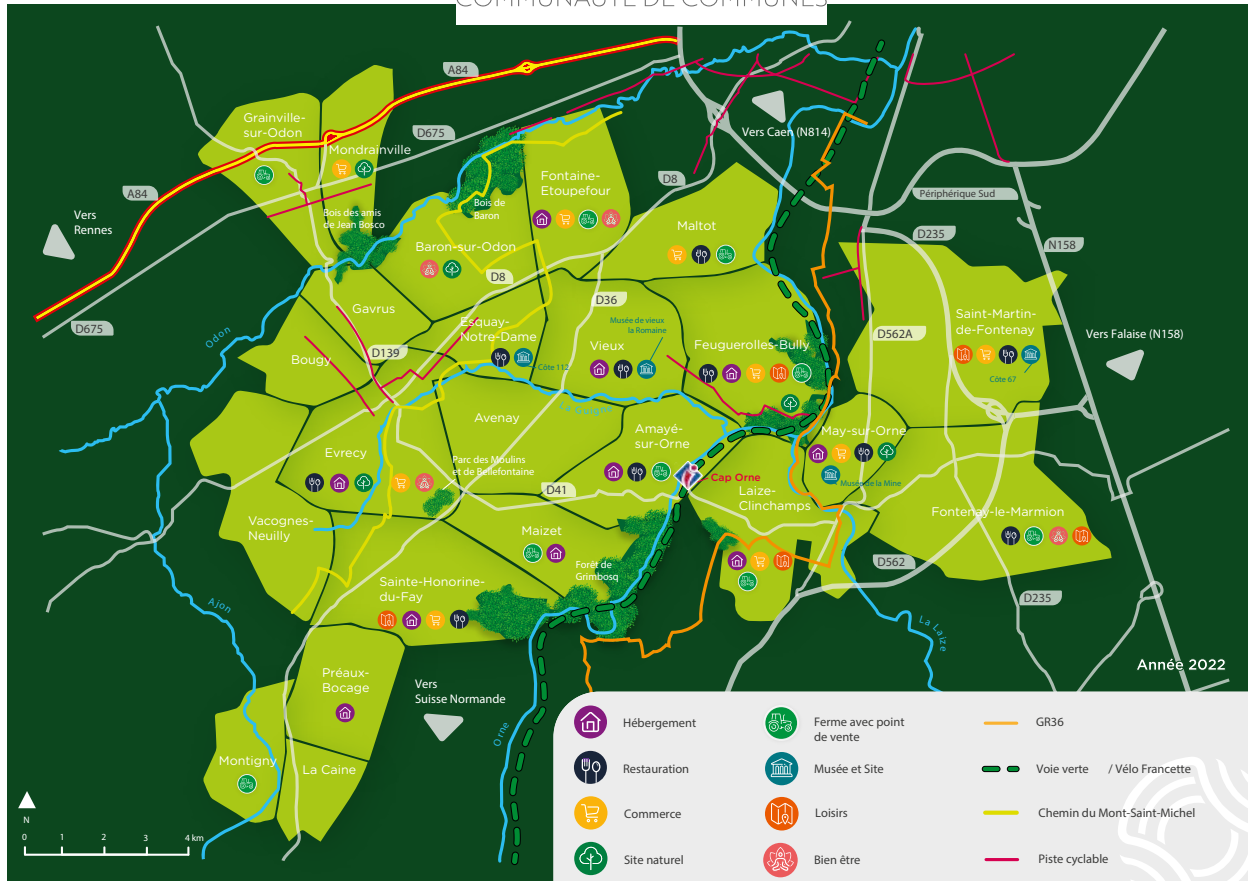 COMMUNAUTÉ DE COMMUNES
A84
Grainville-
sur-Odon
D675
Mondrainville
Vers Caen (N814)
A84
Vers
Rennes
Bois des amis
de Jean Bosco
Bois de
Baron
Fontaine-
Etoupefour
D8
Périphérique Sud
Maltot
D235
N158
Baron-sur-Odon
D8
D36
Gavrus
Esquay-
Notre-Dame
Musée de vieux
la Romaine
Saint-Martin-
de-Fontenay
D675
Odon
D562A
Vers Falaise (N158)
Vieux
Feuguerolles-Bully
Bougy
D139
Côte 112
Côte 67
La Guigne
Avenay
Amayé-
sur-Orne
May-sur-Orne
Evrecy
Parc des Moulins
et de Bellefontaine
Cap Orne
Musée de la Mine
D41
Laize-
Clinchamps
Fontenay-le-Marmion
Vacognes-
Neuilly
Maizet
Forêt de
Grimbosq
D562
Sainte-Honorine-
du-Fay
Ajon
D235
La Laize
Année 2022
Préaux-
Bocage
Vers
Suisse Normande
Orne
Montigny
La Caine
N
0 1 2 3 4 km
Hébergement
Ferme avec point
de vente
GR36
Restauration
Musée et Site
Voie verte / Vélo Francette
Commerce
Loisirs
Chemin du Mont-Saint-Michel
Site naturel
Bien être
Piste cyclable